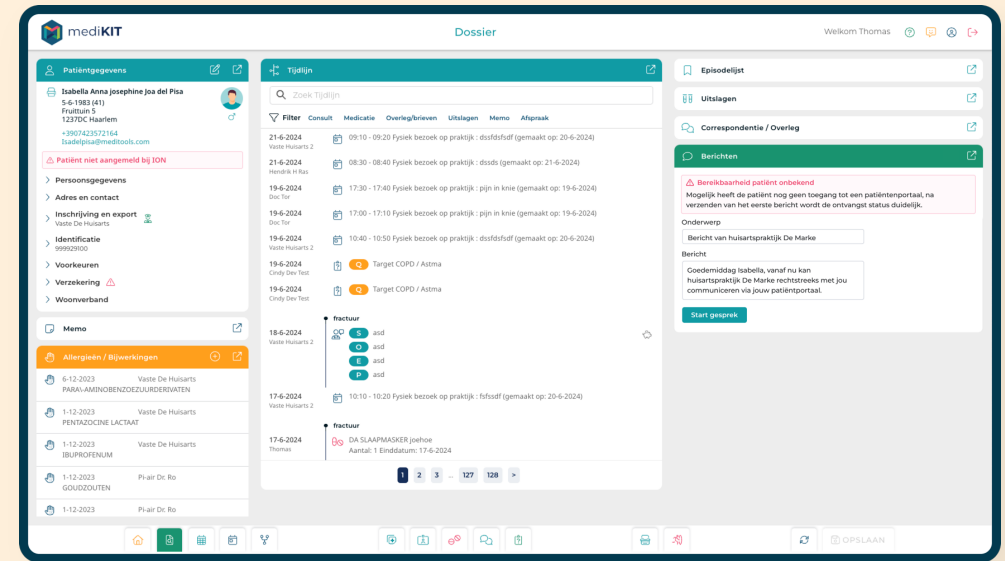 mediKIT
Dossier
Welkom Thomas
Patiëntgegevens
Isabella Anna josephine Joa del Pisa
5-6-1983 (41)
Fruittuin 5
1237DC Haarlem
+3907423572164
Isadelpisa@meditools.com
Patiënt niet aangemeld bij ION
Persoonsgegevens
Adres en contact
Inschrijving en export
Vaste De Huisarts
Identificatie
999929100
Voorkeuren
Verzekering
Woonverband
Memo
Allergieën / Bijwerkingen
6-12-2023 Vaste De Huisarts
PARA\-AMINOBENZOEZUURDERIVATEN
1-12-2023 Vaste De Huisarts
PENTAZOCINE LACTAAT
1-12-2023 Vaste De Huisarts
IBUPROFENUM
1-12-2023 Pi-air Dr. Ro
GOUDZOUTEN
1-12-2023 Pi-air Dr. Ro
Tijdlijn
Zoek Tijdlijn
Filter Consult Medicatie Overleg/brieven Uitslagen Memo Afspraak
21-6-2024 09:10 - 09:20 Fysiek bezoek op praktijk : dssfdsfsdf (gemaakt op: 20-6-2024)
Vaste Huisarts 2
21-6-2024 08:30 - 08:40 Fysiek bezoek op praktijk : dssds (gemaakt op: 21-6-2024)
Hendrik H Ras
19-6-2024 17:30 - 17:40 Fysiek bezoek op praktijk : pijn in knie (gemaakt op: 19-6-2024)
Doc Tor
19-6-2024 17:00 - 17:10 Fysiek bezoek op praktijk : pijn in knie (gemaakt op: 19-6-2024)
Doc Tor
19-6-2024 10:40 - 10:50 Fysiek bezoek op praktijk : dssfdsfsdf (gemaakt op: 20-6-2024)
Vaste Huisarts 2
19-6-2024 Q Target COPD / Astma
Cindy Dev Test
19-6-2024 Q Target COPD / Astma
Cindy Dev Test
fractuur
18-6-2024 S asd
Vaste Huisarts 2
O asd
E asd
P asd
17-6-2024 10:10 - 10:20 Fysiek bezoek op praktijk : fsfssdf (gemaakt op: 20-6-2024)
Vaste Huisarts 2
fractuur
17-6-2024 DA SLAAPMASKER joehoe
Thomas Aantal: 1 Einddatum: 17-6-2024
1 2 3 ... 127 128 >
Episodelijst
Uitslagen
Correspondentie / Overleg
Berichten
Bereikbaarheid patiënt onbekend
Mogelijk heeft de patiënt nog geen toegang tot een patiëntenportaal, na
verzenden van het eerste bericht wordt de ontvangst status duidelijk.
Onderwerp
Bericht van huisartspraktijk De Marke
Bericht
Goedemiddag Isabella, vanaf nu kan
huisartspraktijk De Marke rechtstreeks met jou
communiceren via jouw patiëntportaal.
Start gesprek
OPSLAAN